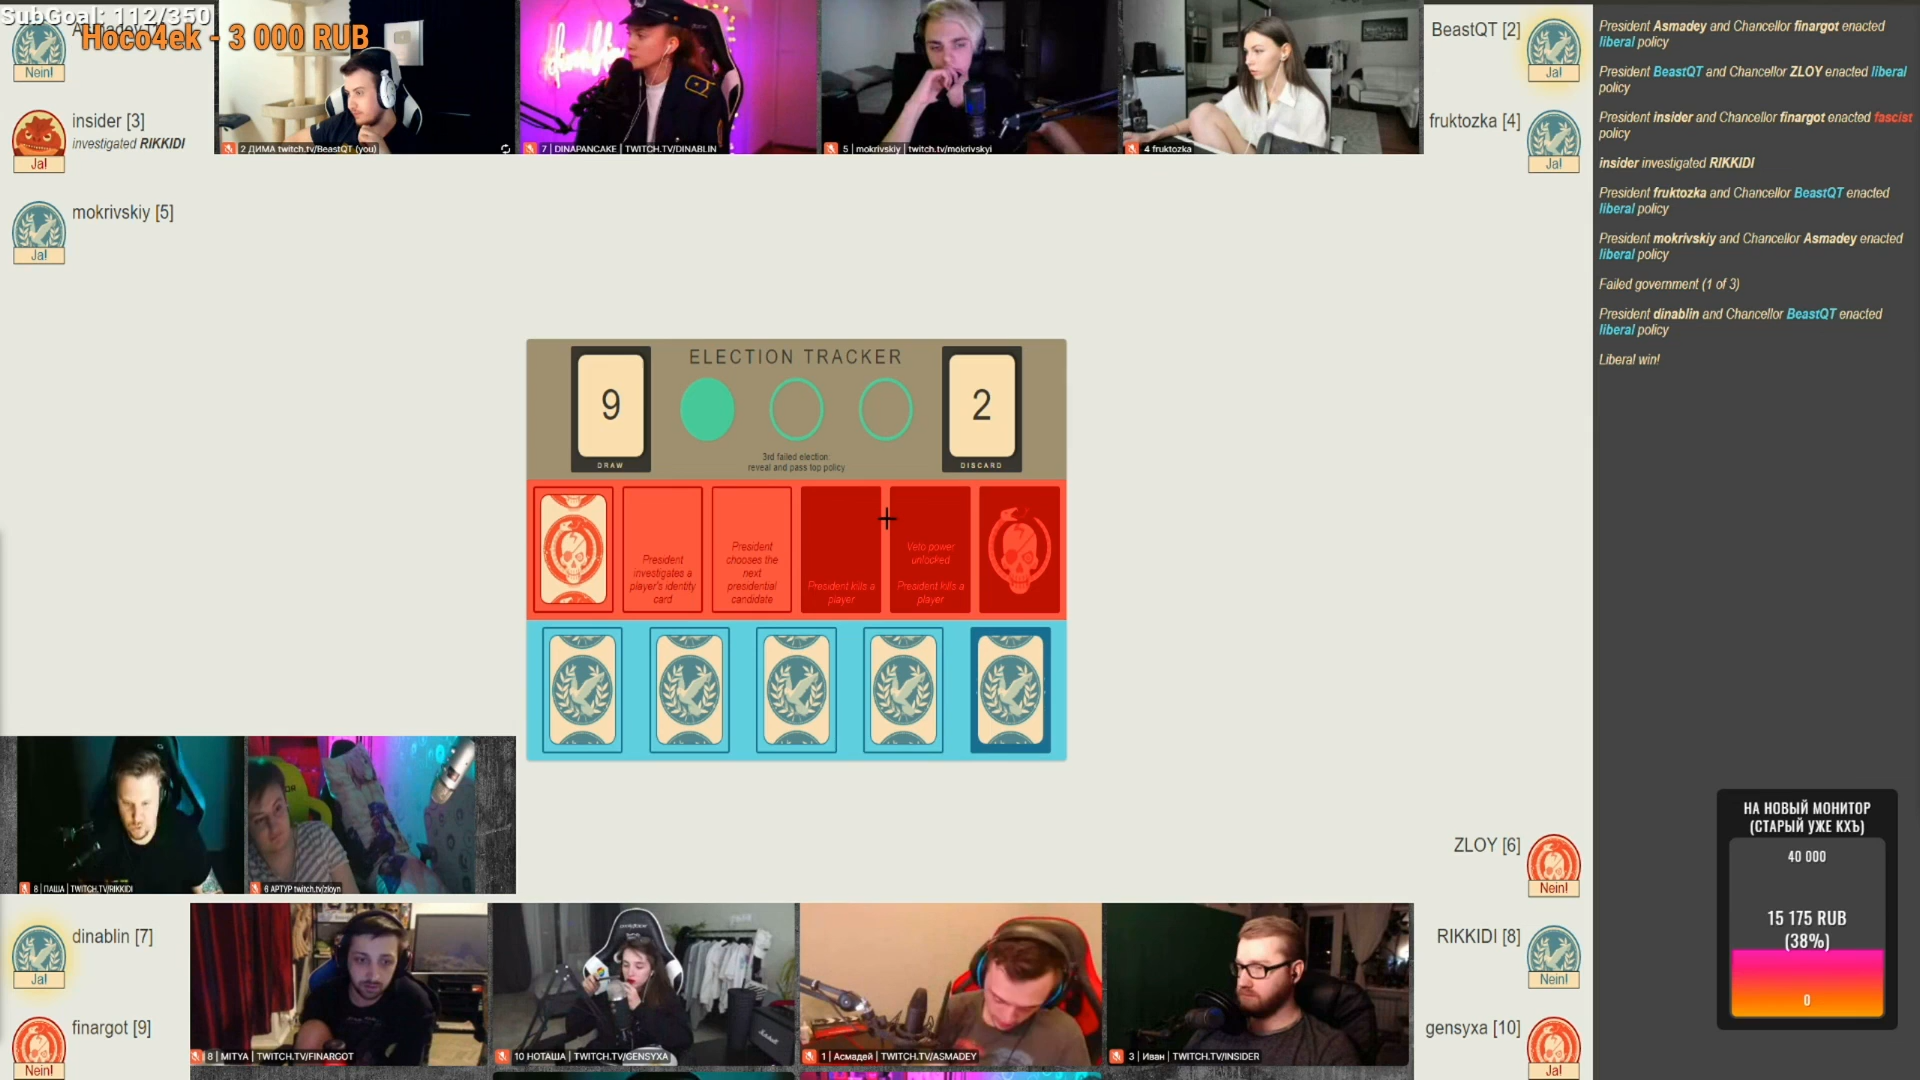 SubGoal: 112/350
Hoco4ek - 3 000 RUB
Nein!
insider [3]
investigated RIKKIDI
Ja!
mokrivskiy [5]
Ja!
2 ДИМА twitch.tv/BeastQT (you)
7 | DINAPANCAKE | TWITCH.TV/DINABLIN
5 | mokrivskiy | twitch.tv/mokrivskyi
4 fruktozka
BeastQT [2]
Ja!
fruktozka [4]
Ja!
President Asmadey and Chancellor finargot enacted
liberal policy
President BeastQT and Chancellor ZLOY enacted liberal
policy
President insider and Chancellor finargot enacted fascist
policy
insider investigated RIKKIDI
President fruktozka and Chancellor BeastQT enacted
liberal policy
President mokrivskiy and Chancellor Asmadey enacted
liberal policy
Failed government (1 of 3)
President dinablin and Chancellor BeastQT enacted
liberal policy
Liberal win!
ELECTION TRACKER
9
DRAW
2
DISCARD
3rd failed election:
reveal and pass top policy
President
investigates a
player's identity
card
President
chooses the
next
presidential
candidate
President kills a
player
Veto power
unlocked
President kills a
player
8 | ПАША | TWITCH.TV/RIKKIDI
6 АРТУР twitch.tv/zloyn
dinablin [7]
Ja!
finargot [9]
Nein!
8 | MITYA | TWITCH.TV/FINARGOT
10 НОТАША | TWITCH.TV/GENSYXA
1 | Асмадей | TWITCH.TV/ASMADEY
3 | Иван | TWITCH.TV/INSIDER
ZLOY [6]
Nein!
RIKKIDI [8]
Nein!
gensyxa [10]
Ja!
НА НОВЫЙ МОНИТОР
(СТАРЫЙ УЖЕ КХЪ)
40 000
15 175 RUB
(38%)
0